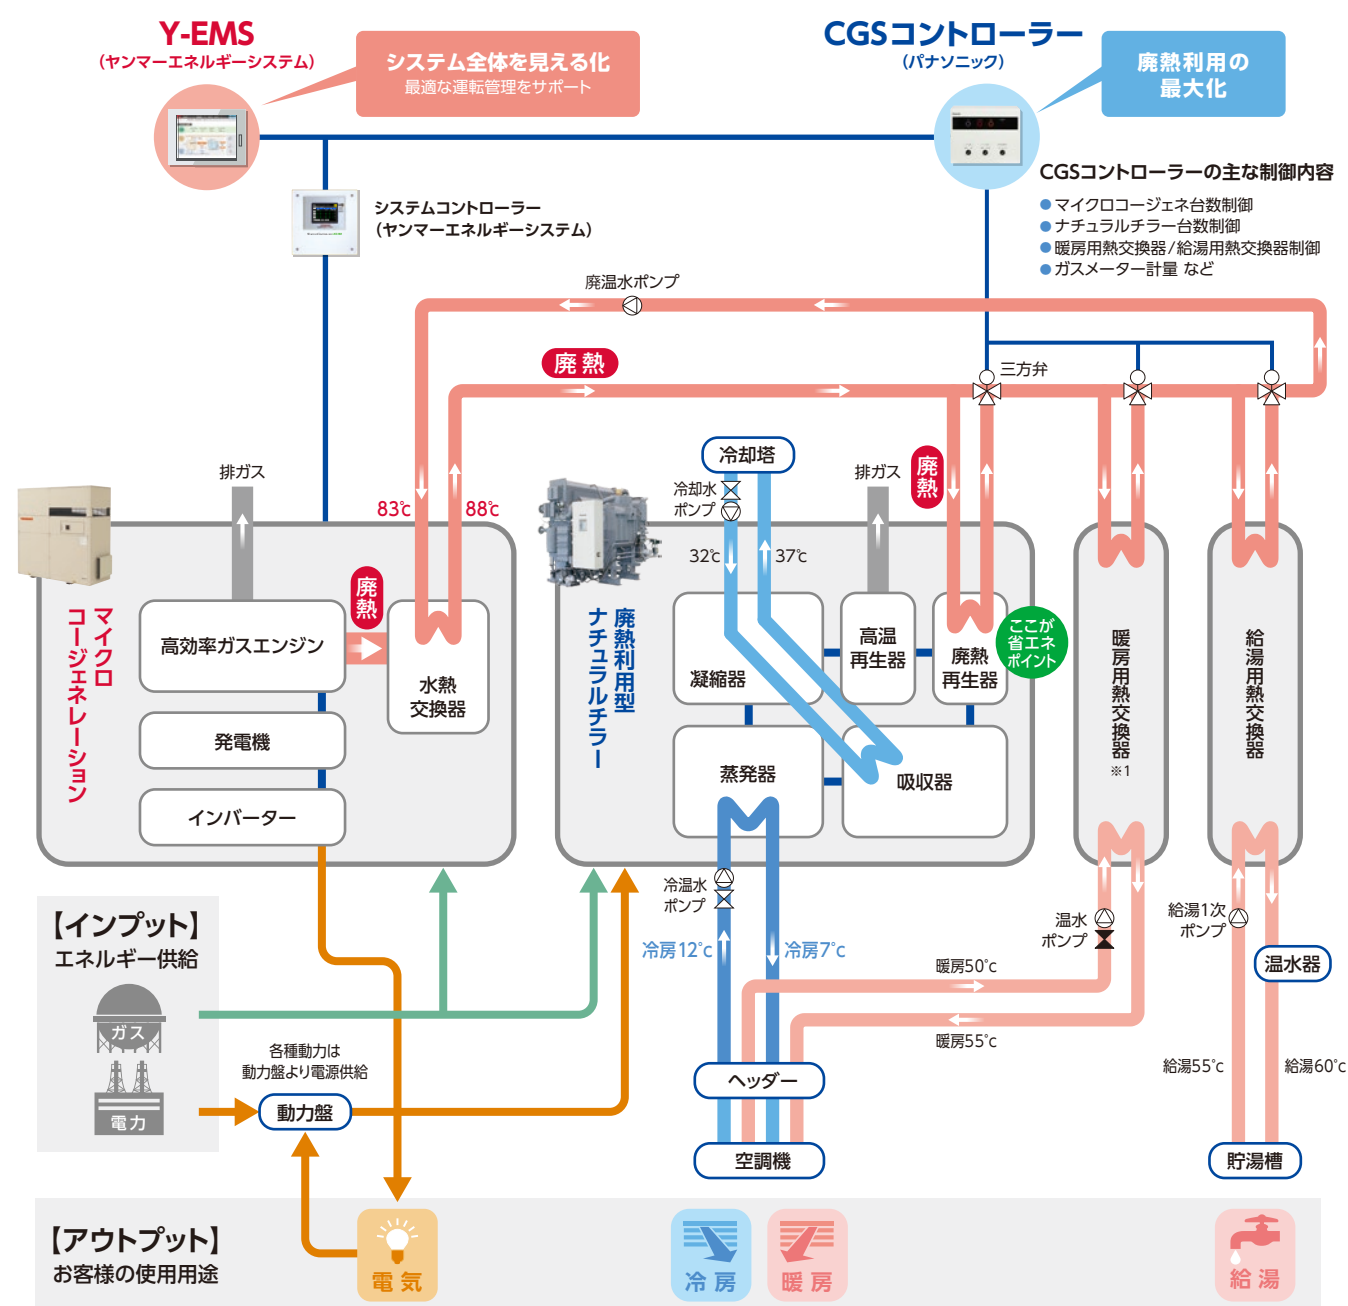 Y-EMS
（ヤンマーエネルギーシステム）
システム全体を見える化
最適な運転管理をサポート
CGSコントローラー
（パナソニック）
廃熱利用の
最大化
CGSコントローラーの主な制御内容
● マイクロコージェネ台数制御
● ナチュラルチラー台数制御
● 暖房用熱交換器/給湯用熱交換器制御
● ガスメーター計量 など
システムコントローラー
（ヤンマーエネルギーシステム）
廃温水ポンプ
廃熱
三方弁
排ガス
83℃
88℃
冷却塔
冷却水
ポンプ
32℃
37℃
排ガス
廃熱
マイクロ
コージェネレーション
高効率ガスエンジン
廃熱
水熱
交換器
発電機
インバーター
廃熱利用型
ナチュラルチラー
凝縮器
高温
再生器
廃熱
再生器
ここが
省エネ
ポイント
蒸発器
吸収器
暖房用熱交換器
※1
給湯用熱交換器
【インプット】
エネルギー供給
ガス
電力
各種動力は
動力盤より電源供給
動力盤
冷温水
ポンプ
冷房12℃
冷房7℃
温水
ポンプ
暖房50℃
暖房55℃
給湯1次
ポンプ
温水器
給湯55℃
給湯60℃
ヘッダー
空調機
貯湯槽
【アウトプット】
お客様の使用用途
電気
冷房
暖房
給湯